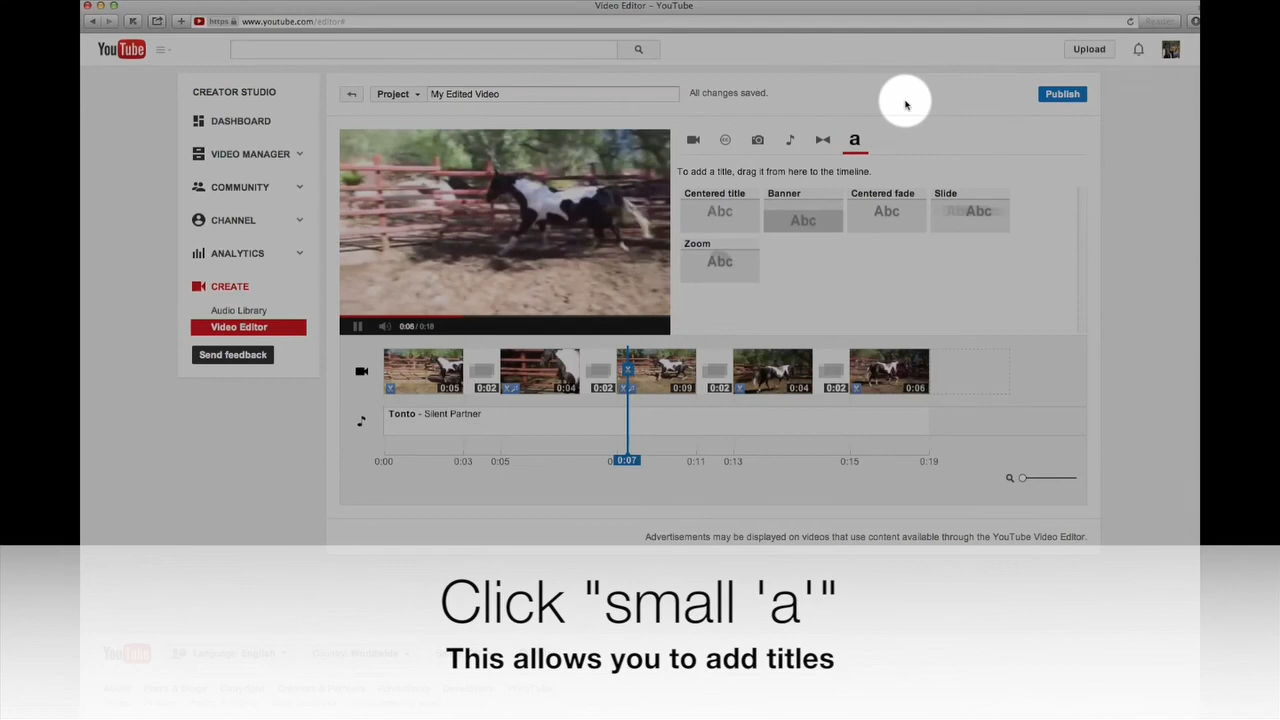 Video Editor - YouTube
https www.youtube.com/editor#
Reader
YouTube
Upload
CREATOR STUDIO
DASHBOARD
VIDEO MANAGER
COMMUNITY
CHANNEL
ANALYTICS
CREATE
Audio Library
Video Editor
Send feedback
Project My Edited Video All changes saved. Publish
a
To add a title, drag it from here to the timeline.
Centered title Banner Centered fade Slide
Abc Abc Abc Abc
Zoom
Abc
0:06 / 0:18
0:05 0:02 0:04 0:02 0:09 0:02 0:04 0:02 0:06
Tonto - Silent Partner
0:00 0:03 0:05 0:07 0:11 0:13 0:15 0:19
Advertisements may be displayed on videos that use content available through the YouTube Video Editor.
Click "small 'a'"
This allows you to add titles
YouTube Language: English